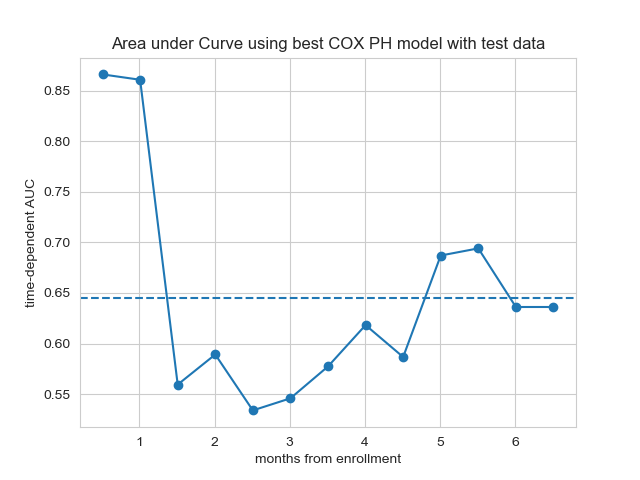 Area under Curve using best COX PH model with test data
time-dependent AUC
0.85
0.80
0.75
0.70
0.65
0.60
0.55
1 2 3 4 5 6
months from enrollment